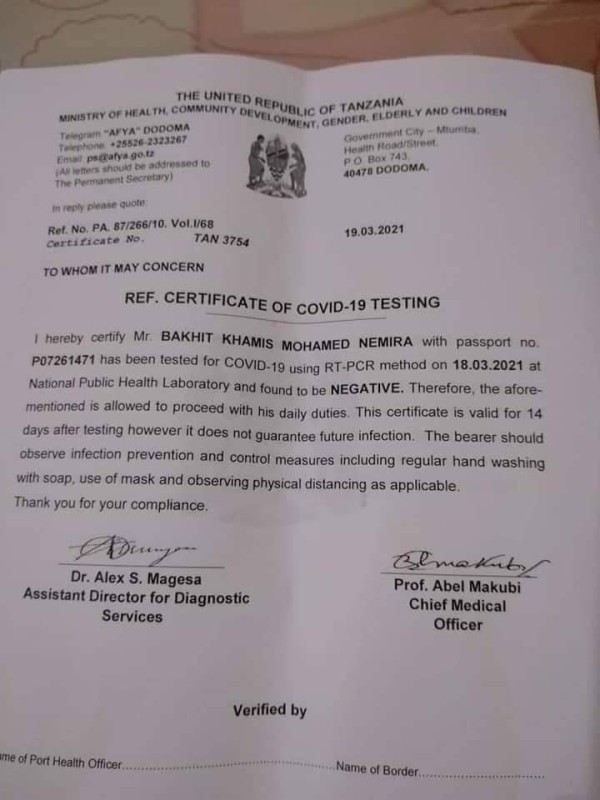 THE UNITED REPUBLIC OF TANZANIA
MINISTRY OF HEALTH, COMMUNITY DEVELOPMENT, GENDER, ELDERLY AND CHILDREN
Telegram "AFYA" DODOMA
Telephone: +25526-2323267
Email: ps@afya.go.tz
(All letters should be addressed to
The Permanent Secretary)
Government City – Mtumba,
Health Road/Street,
P.O. Box 743,
40478 DODOMA.
In reply please quote:
Ref. No. PA. 87/266/10. Vol.I/68
Certificate No. TAN 3754
19.03.2021
TO WHOM IT MAY CONCERN
REF. CERTIFICATE OF COVID-19 TESTING
I hereby certify Mr. BAKHIT KHAMIS MOHAMED NEMIRA with passport no.
P07261471 has been tested for COVID-19 using RT-PCR method on 18.03.2021 at
National Public Health Laboratory and found to be NEGATIVE. Therefore, the afore-
mentioned is allowed to proceed with his daily duties. This certificate is valid for 14
days after testing however it does not guarantee future infection. The bearer should
observe infection prevention and control measures including regular hand washing
with soap, use of mask and observing physical distancing as applicable.
Thank you for your compliance.
Dr. Alex S. Magesa
Assistant Director for Diagnostic
Services
Prof. Abel Makubi
Chief Medical
Officer
Verified by
ame of Port Health Officer.......................................Name of Border.......................